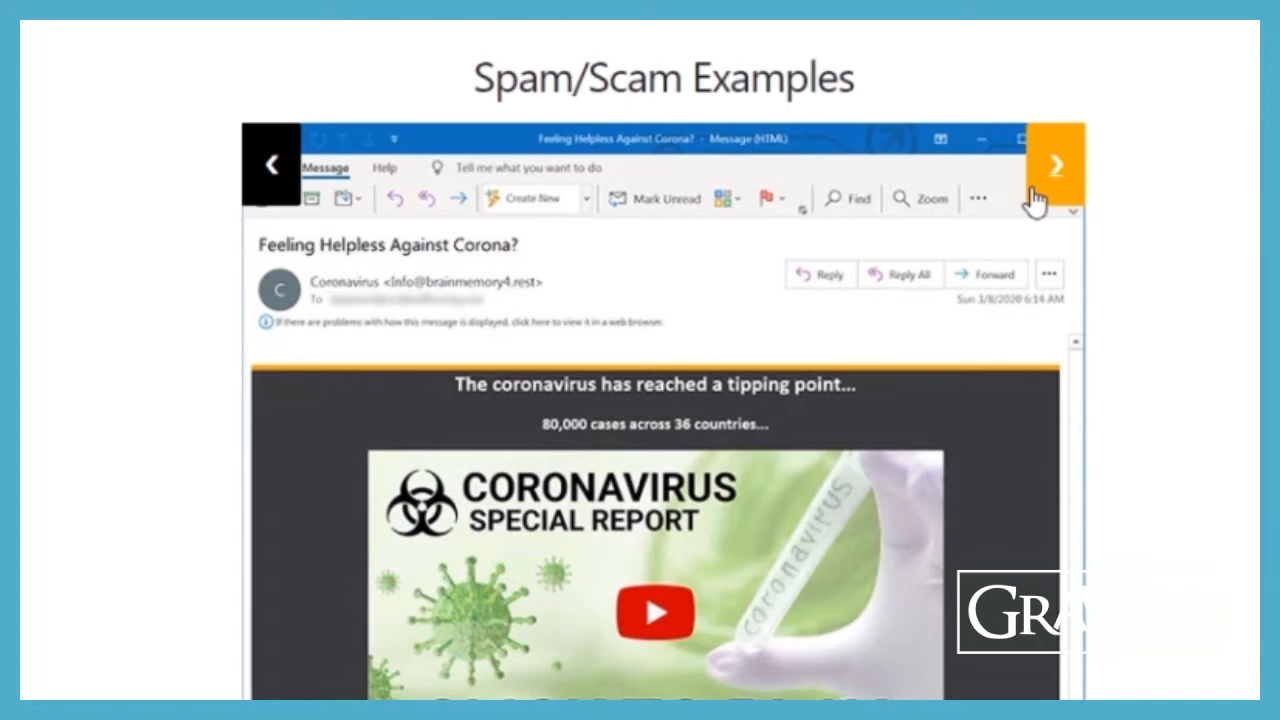 Spam/Scam Examples
Feeling Helpless Against Corona? - Message (HTML)
Message Help Tell me what you want to do
Create New Mark Unread Find Zoom
Feeling Helpless Against Corona?
Reply Reply All Forward
C Coronavirus <Info@brainmemory4.rest>
To
Sun 3/8/2020 6:14 AM
If there are problems with how this message is displayed, click here to view it in a web browser.
The coronavirus has reached a tipping point...
80,000 cases across 36 countries...
CORONAVIRUS
SPECIAL REPORT
coronavirus
GRA